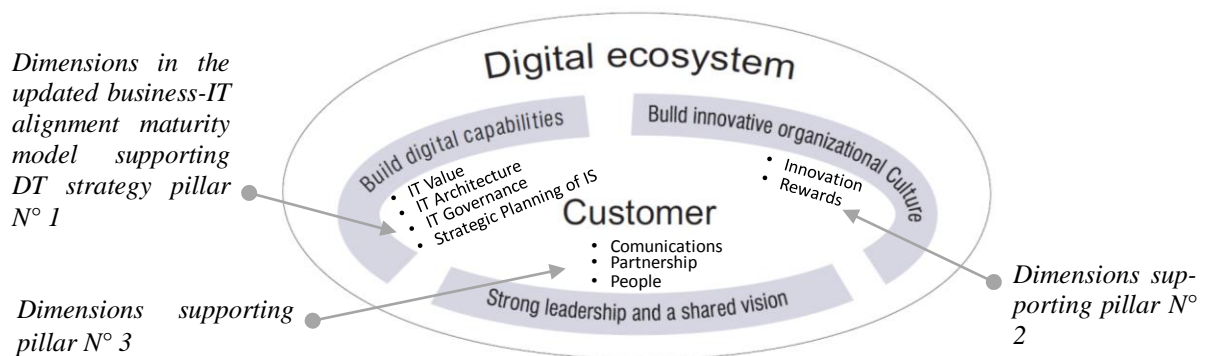 Dimensions in the
updated business-IT
alignment maturity
model supporting
DT strategy pillar
N° 1
Digital ecosystem
Build digital capabilities
• IT Value
• IT Architecture
• IT Governance
• Strategic Planning of IS
Build innovative organizational Culture
• Innovation
• Rewards
Customer
• Comunications
• Partnership
• People
Strong leadership and a shared vision
Dimensions supporting
pillar N° 3
Dimensions sup-
porting pillar N°
2